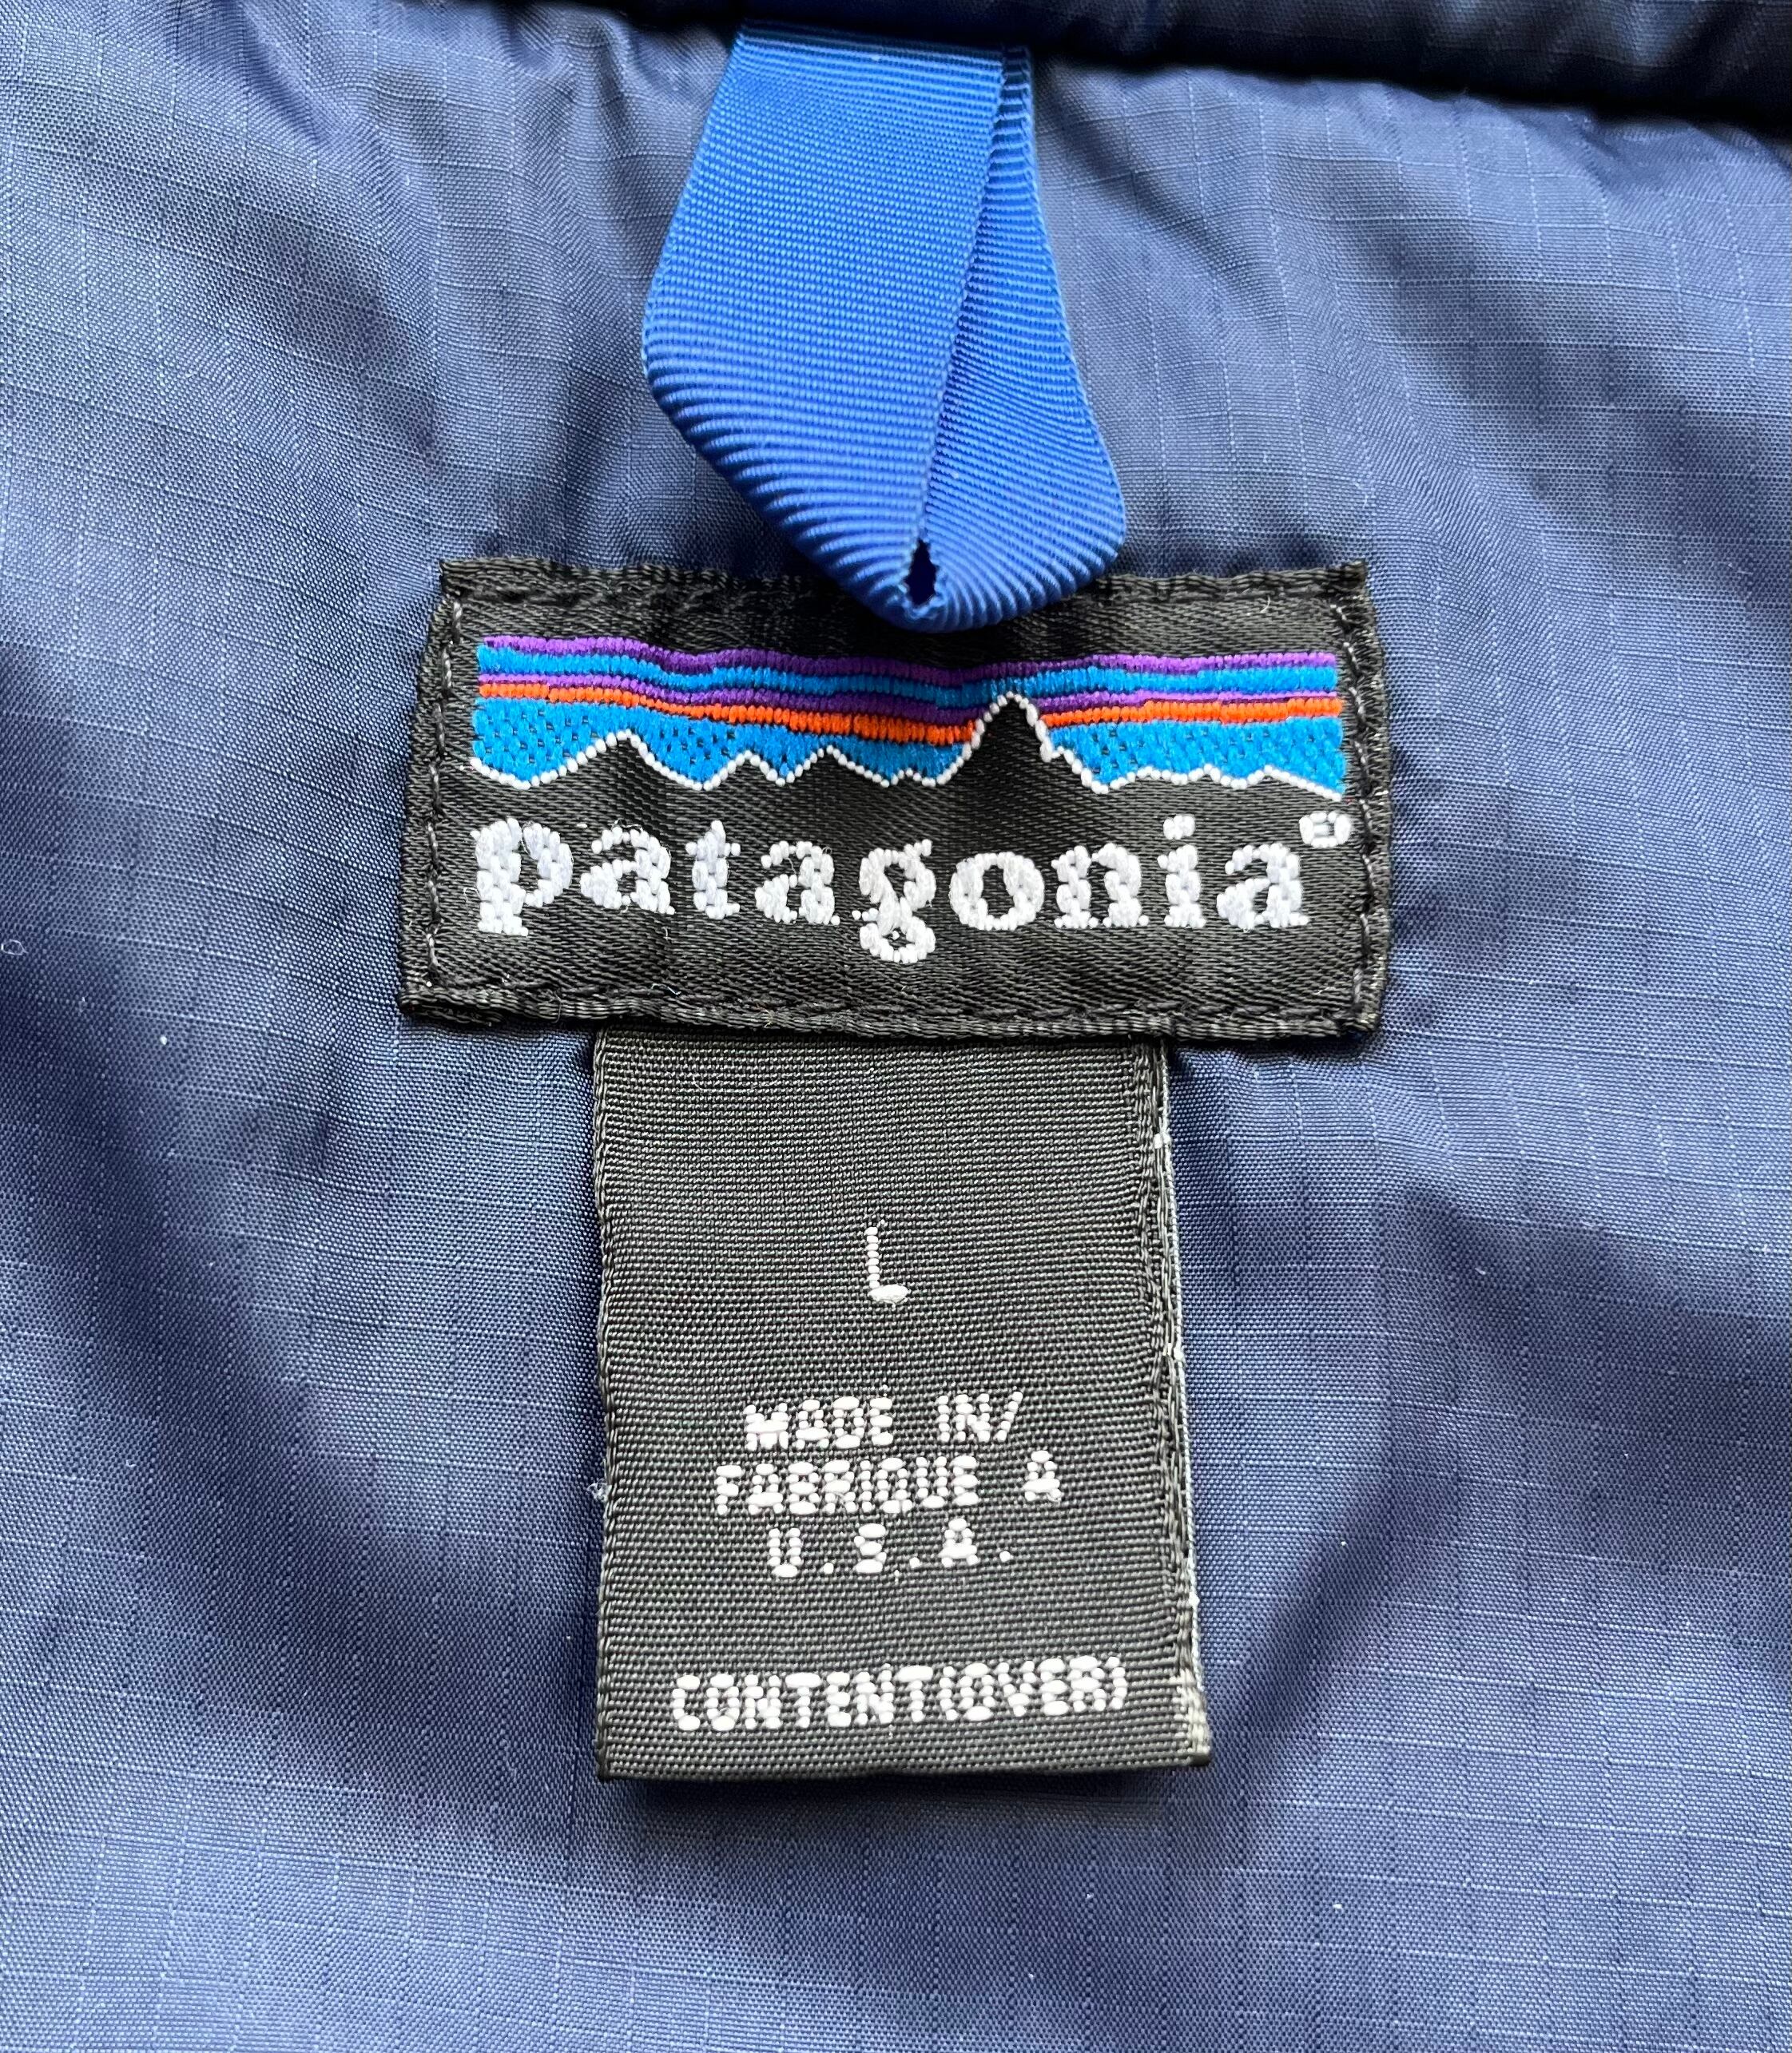 patagonia®
L
MADE IN/
FABRIQUE A
U.S.A.
CONTENT(OVER)